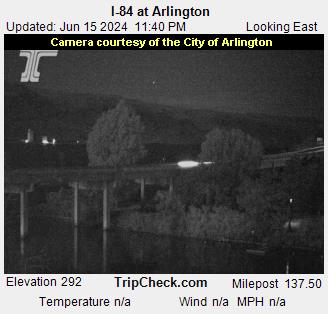 I-84 at Arlington
Updated: Jun 15 2024 11:40 PM Looking East
Camera courtesy of the City of Arlington
Elevation 292 TripCheck.com Milepost 137.50
Temperature n/a Wind n/a MPH n/a